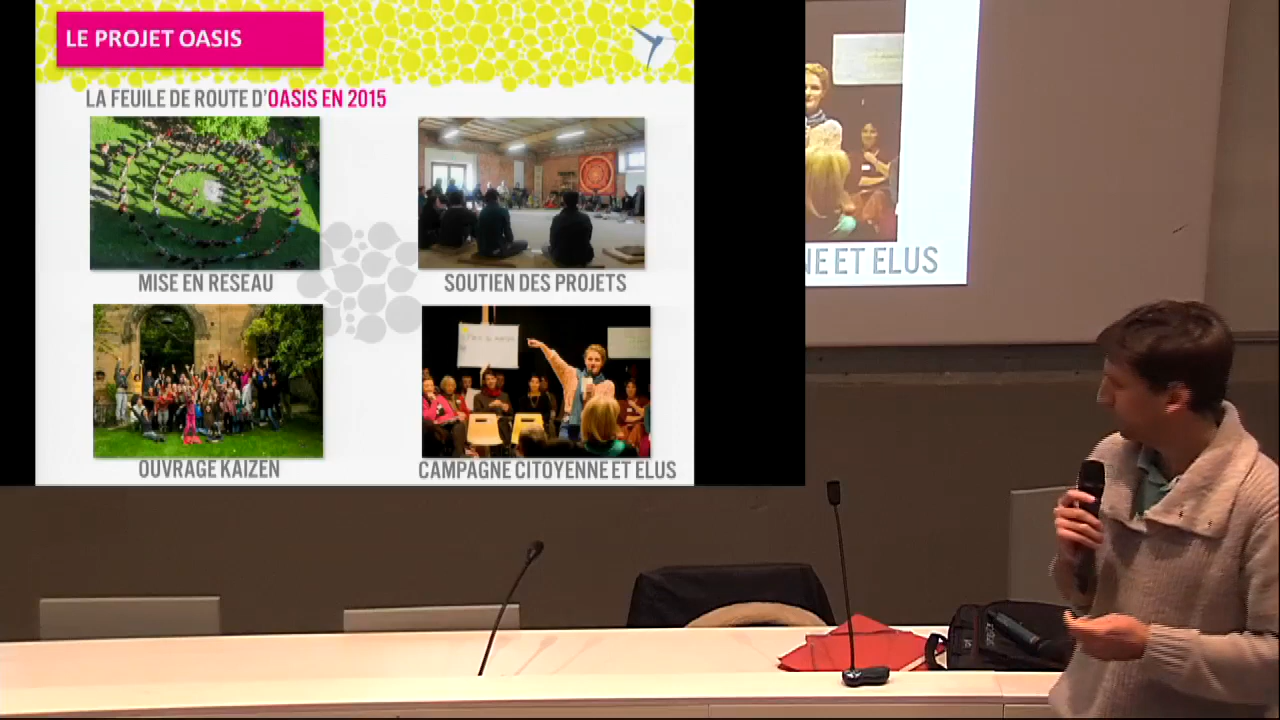 LE PROJET OASIS
LA FEUILE DE ROUTE D'OASIS EN 2015
MISE EN RESEAU
SOUTIEN DES PROJETS
OUVRAGE KAIZEN
CAMPAGNE CITOYENNE ET ELUS
NE ET ELUS